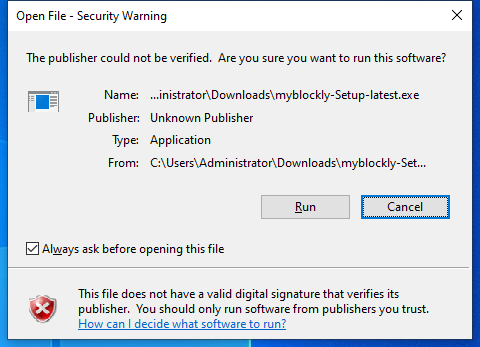 Open File - Security Warning
The publisher could not be verified. Are you sure you want to run this software?
Name: ...inistrator\Downloads\myblockly-Setup-latest.exe
Publisher: Unknown Publisher
Type: Application
From: C:\Users\Administrator\Downloads\myblockly-Set...
Run Cancel
Always ask before opening this file
This file does not have a valid digital signature that verifies its
publisher. You should only run software from publishers you trust.
How can I decide what software to run?